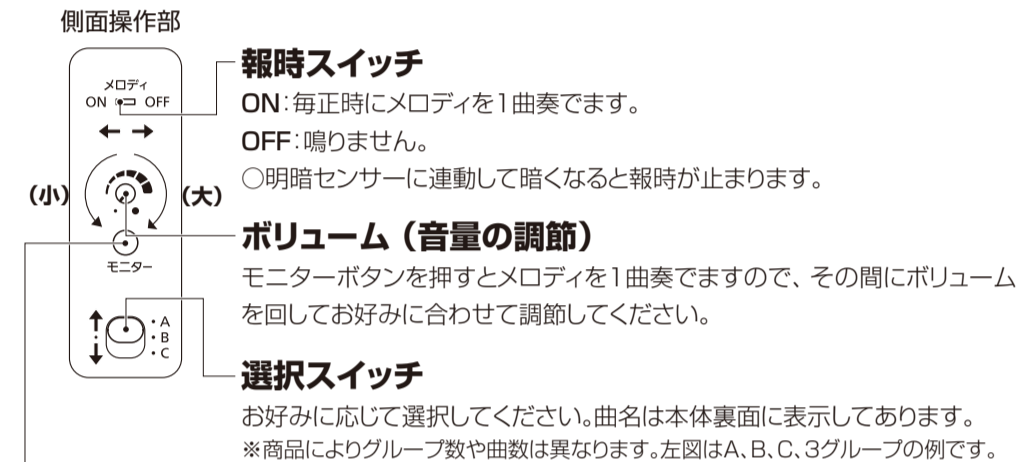 側面操作部
メロディ
ON OFF
(小) (大)
モニター
・A
・B
・C
報時スイッチ
ON:毎正時にメロディを1曲奏でます。
OFF:鳴りません。
○明暗センサーに連動して暗くなると報時が止まります。
ボリューム(音量の調節)
モニターボタンを押すとメロディを1曲奏でますので、その間にボリューム
を回してお好みに合わせて調節してください。
選択スイッチ
お好みに応じて選択してください。曲名は本体裏面に表示してあります。
※商品によりグループ数や曲数は異なります。左図はA、B、C、3グループの例です。